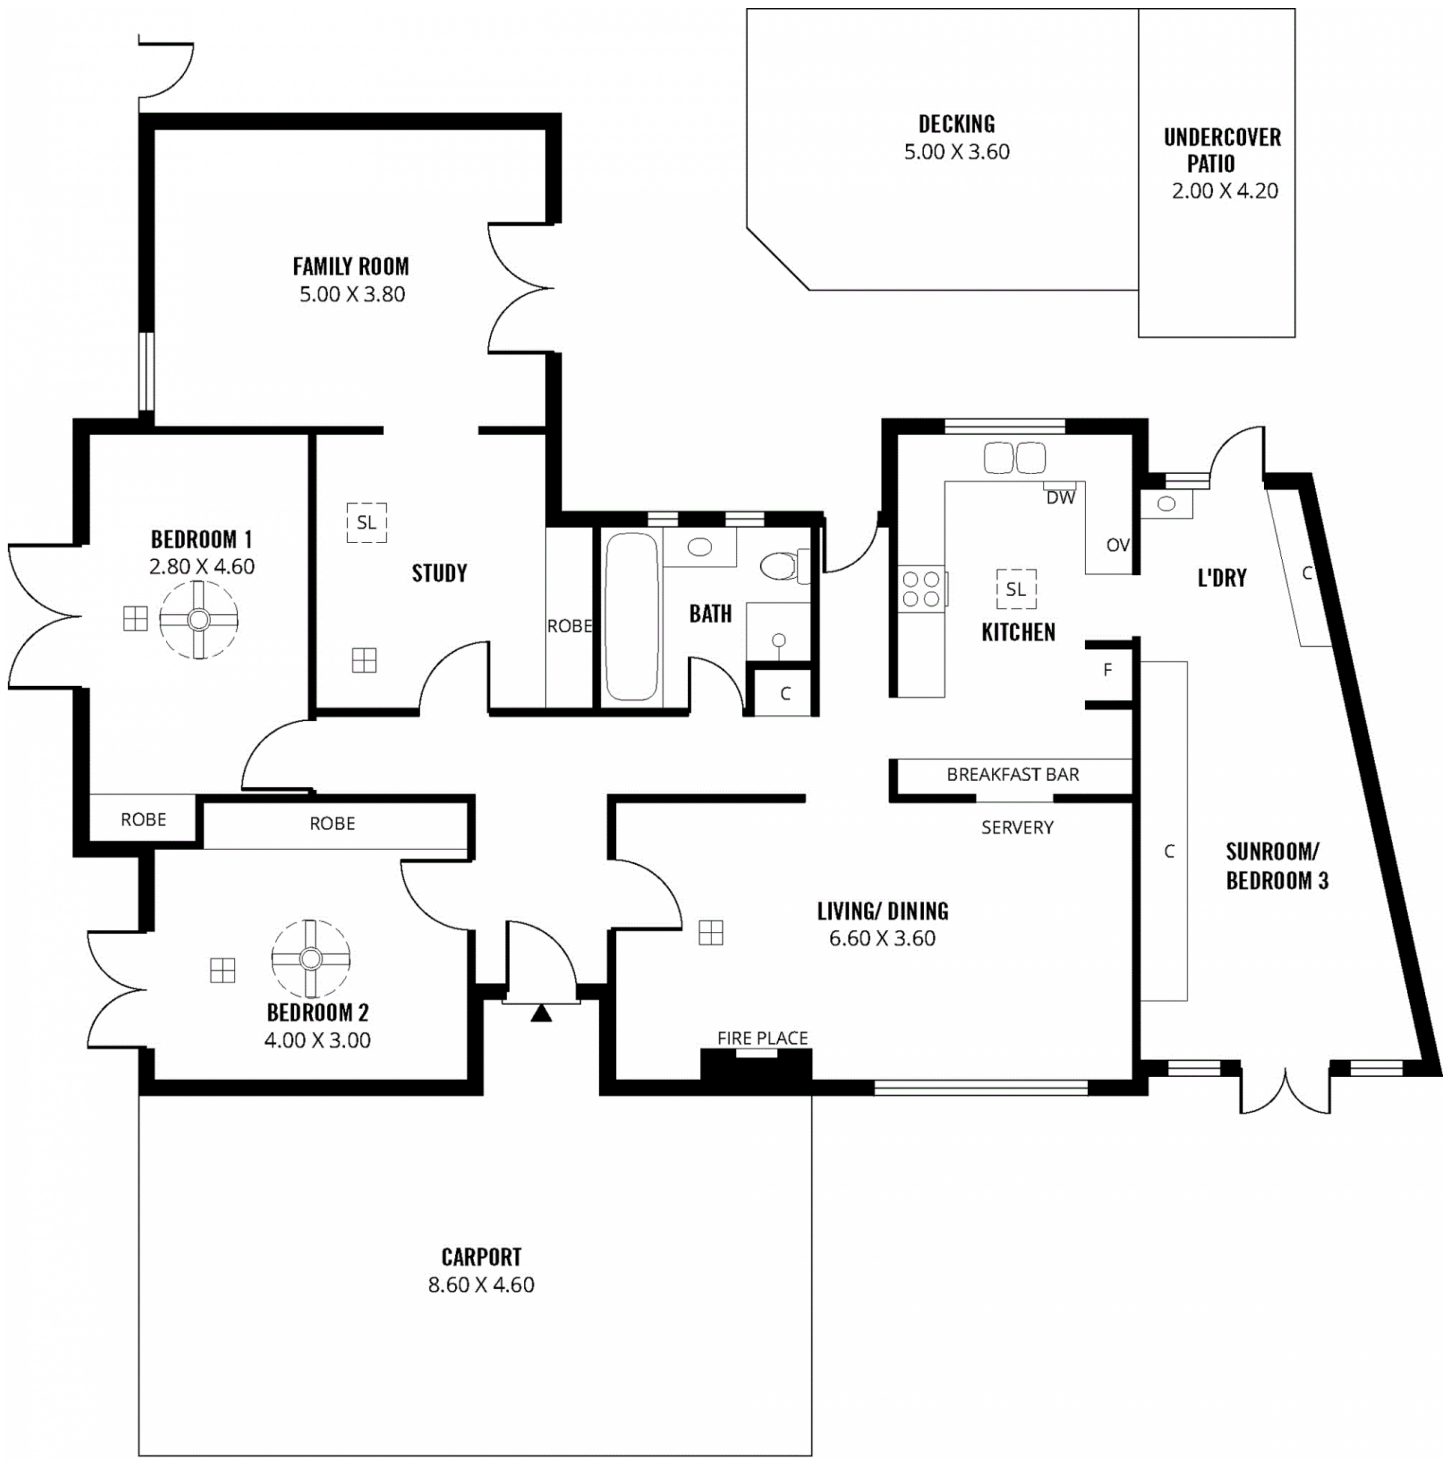 DECKING
5.00 X 3.60
UNDERCOVER
PATIO
2.00 X 4.20
FAMILY ROOM
5.00 X 3.80
SL
DW
BEDROOM 1
2.80 X 4.60
OV
STUDY
SL
L'DRY
C
BATH
ROBE
KITCHEN
F
C
BREAKFAST BAR
ROBE
ROBE
SERVERY
C
SUNROOM/
BEDROOM 3
LIVING/ DINING
6.60 X 3.60
BEDROOM 2
4.00 X 3.00
FIRE PLACE
CARPORT
8.60 X 4.60